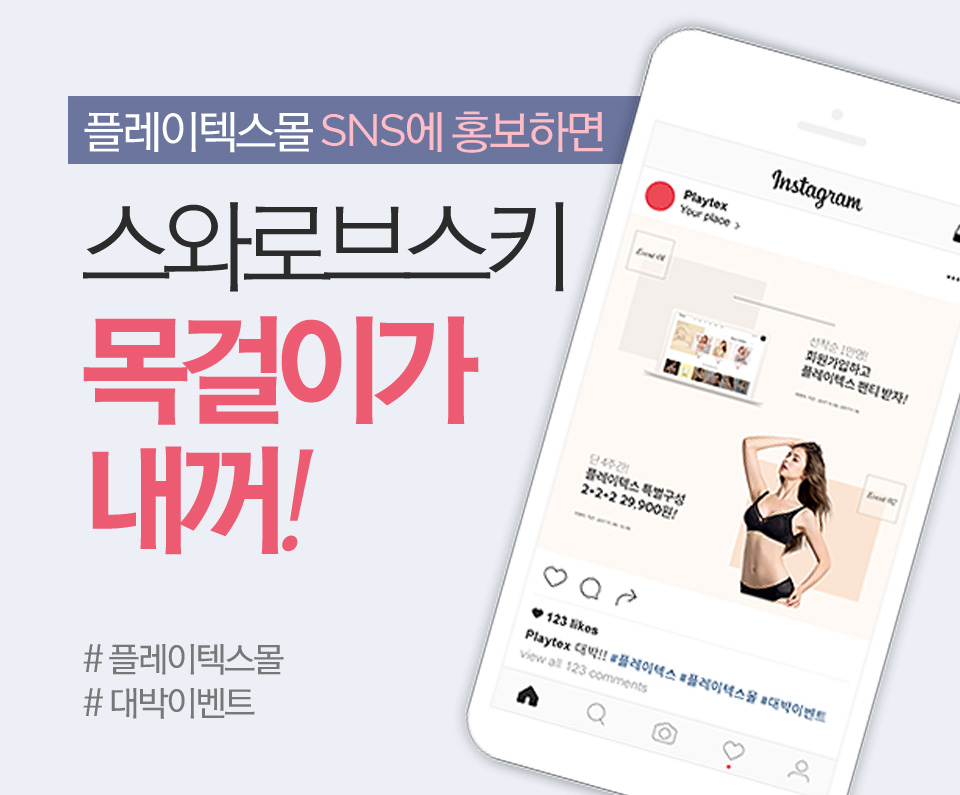 플레이텍스몰 SNS에 홍보하면
스와로브스키
목걸이가
내꺼!
# 플레이텍스몰
# 대박이벤트
Instagram
Playtex
Your place >
Event 01
선착순 1만명!
회원가입하고
플레이텍스 팬티 받자!
단 4주간!
플레이텍스 특별구성
2+2+2 29,900원!
Event 02
123 likes
Playtex 대박!! #플레이텍스 #플레이텍스몰 #대박이벤트
view all 123 comments